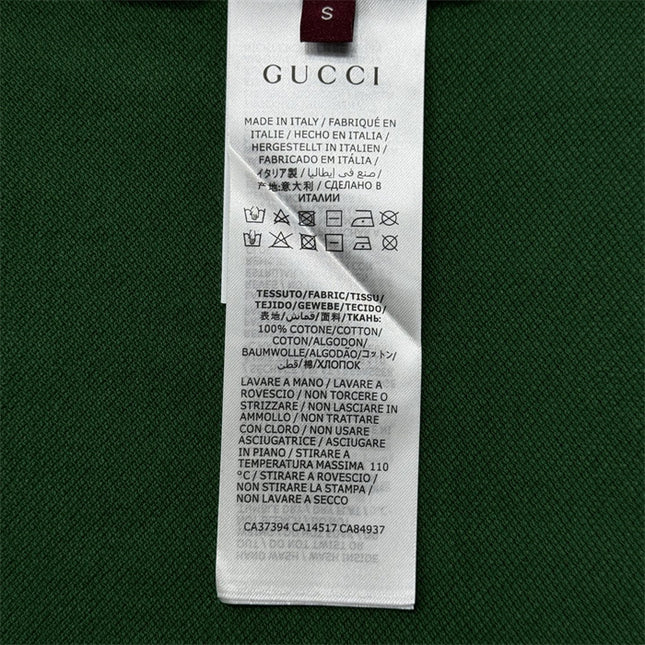 S
GUCCI
MADE IN ITALY / FABRIQUÉ EN
ITALIE / HECHO EN ITALIA /
HERGESTELLT IN ITALIEN /
FABRICADO EM ITÁLIA /
イタリア製 / صنع في إيطاليا /
产地:意大利 / СДЕЛАНО В
ИТАЛИИ
TESSUTO/FABRIC/TISSU/
TEJIDO/GEWEBE/TECIDO/
表地/قماش/面料/ТКАНЬ:
100% COTONE/COTTON/
COTON/ALGODON/
BAUMWOLLE/ALGODÃO/コットン/
قطن/棉/ХЛОПОК
LAVARE A MANO / LAVARE A
ROVESCIO / NON TORCERE O
STRIZZARE / NON LASCIARE IN
AMMOLLO / NON TRATTARE
CON CLORO / NON USARE
ASCIUGATRICE / ASCIUGARE
IN PIANO / STIRARE A
TEMPERATURA MASSIMA 110
°C / STIRARE A ROVESCIO /
NON STIRARE LA STAMPA /
NON LAVARE A SECCO
CA37394 CA14517 CA84937